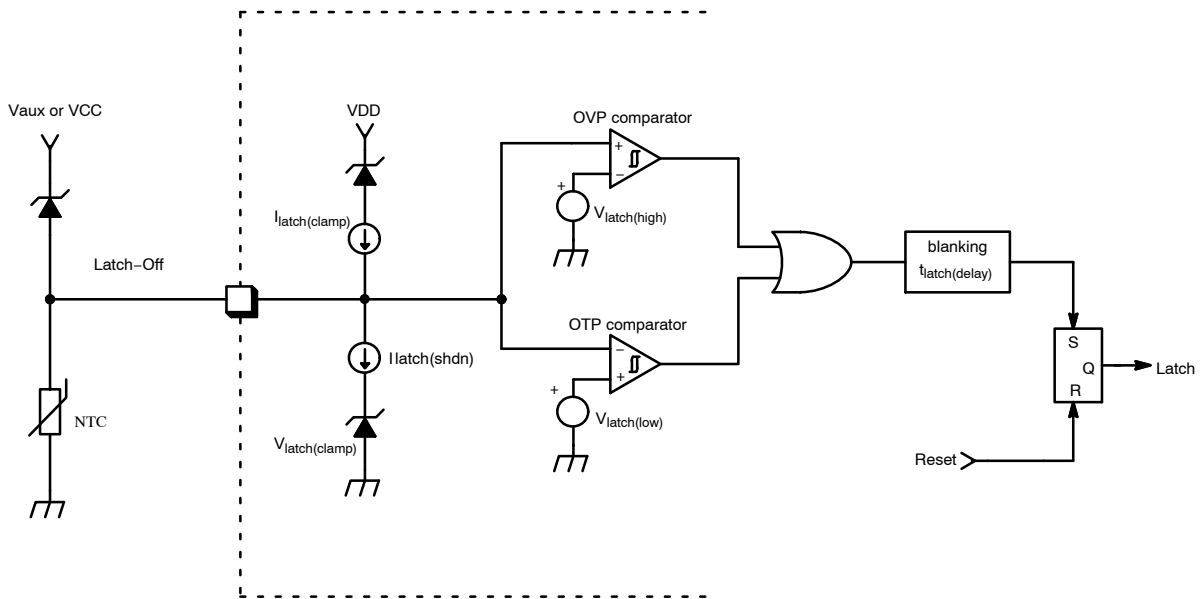 Vaux or VCC
VDD
OVP comparator
+
−
+
Vlatch(high)
Ilatch(clamp)
Latch−Off
blanking
tlatch(delay)
OTP comparator
−
+
+
Vlatch(low)
I latch(shdn)
S
Q
R
Latch
NTC
Vlatch(clamp)
Reset